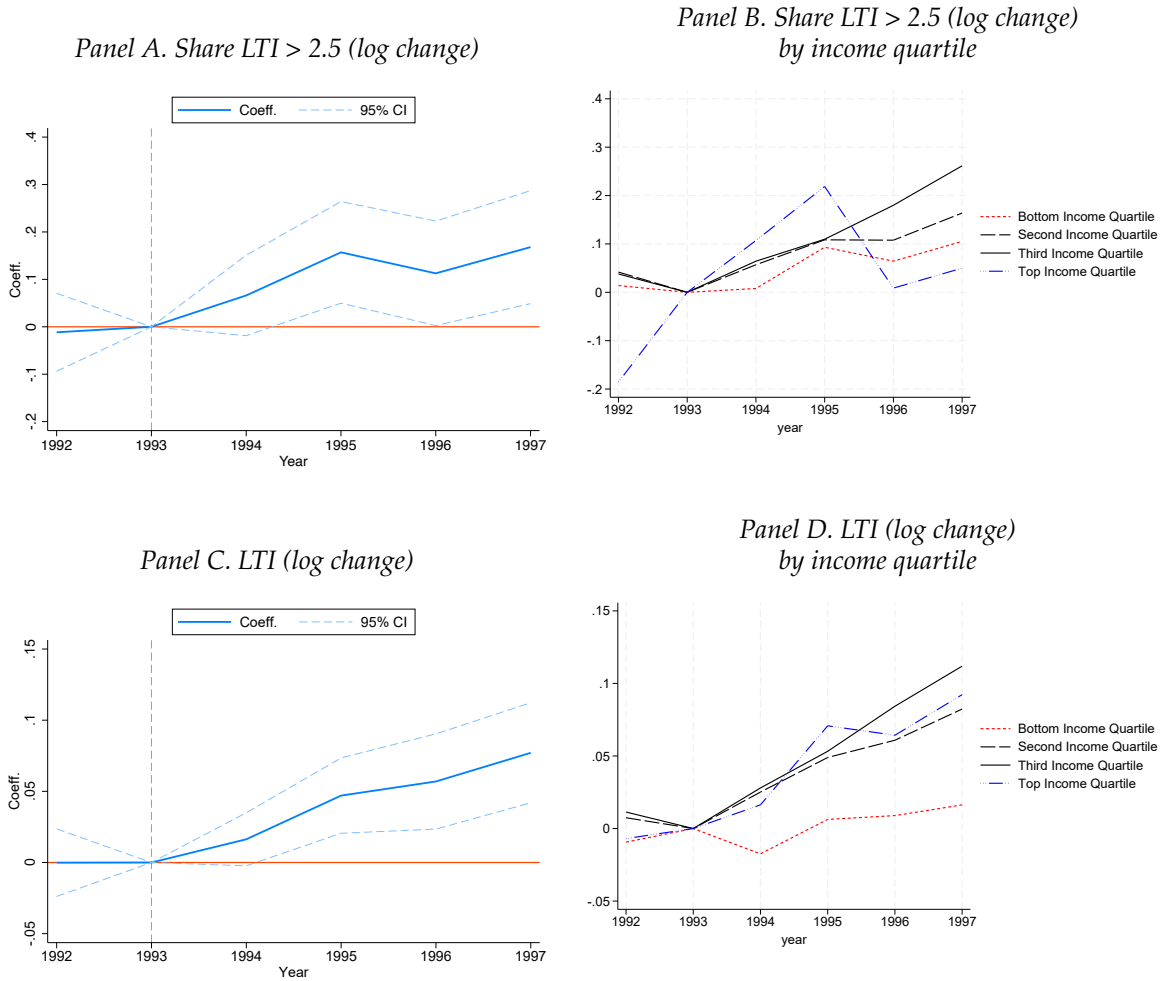 Panel A. Share LTI > 2.5 (log change)
Coeff.
95% CI
Coeff.
.4
.3
.2
.1
0
-.1
-.2
1992
1993
1994
1995
1996
1997
Year
Panel B. Share LTI > 2.5 (log change)
by income quartile
.4
.3
.2
.1
0
-.1
-.2
1992
1993
1994
1995
1996
1997
year
Bottom Income Quartile
Second Income Quartile
Third Income Quartile
Top Income Quartile
Panel C. LTI (log change)
Coeff.
95% CI
Coeff.
.15
.1
.05
0
-.05
1992
1993
1994
1995
1996
1997
Year
Panel D. LTI (log change)
by income quartile
.15
.1
.05
0
-.05
1992
1993
1994
1995
1996
1997
year
Bottom Income Quartile
Second Income Quartile
Third Income Quartile
Top Income Quartile